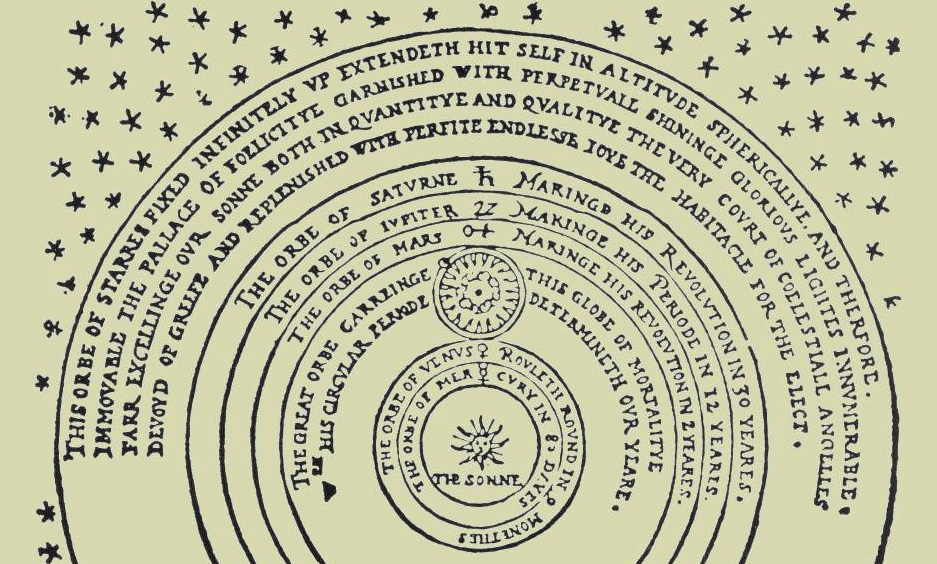 THIS ORBE OF STARRES FIXED INFINITELY VP EXTENDETH HIT SELF IN ALTITVDE SPHERICALLYE, AND THERFORE.
IMMOVABLE THE PALLACE OF FOELICITYE GARNISHED WITH PERPETVALL SHININGE GLORIOVS LIGHTES INNVMERABLE.
FARR EXCELLINGE OVR SONNE BOTH IN QVANTITYE AND QVALITYE THE VERY COVRT OF COELESTIALL ANGELLES
DEVOYD OF GREEFE AND REPLENISHED WITH PERFITE ENDLESSE IOYE THE HABITACLE FOR THE ELECT.
THE ORBE OF SATVRNE ♄ MAKINGE HIS REVOLVTION IN 30 YEARES.
THE ORBE OF IVPITER ♃ MAKINGE HIS PERIODE IN 12 YEARES.
THE ORBE OF MARS ♂ MAKINGE HIS REVOLVTION IN 2 YEARES.
THE GREAT ORBE CARREINGE THIS GLOBE OF MORTALITYE
HIS CIRCVLAR PERIODE DETERMINETH OVR YEARE.
THE ORBE OF VENVS ♀ ROVLETH ROVND IN 9 MONETHES
THE ORBE OF MER ☿ CVRY IN 80 DAYES
THE SONNE